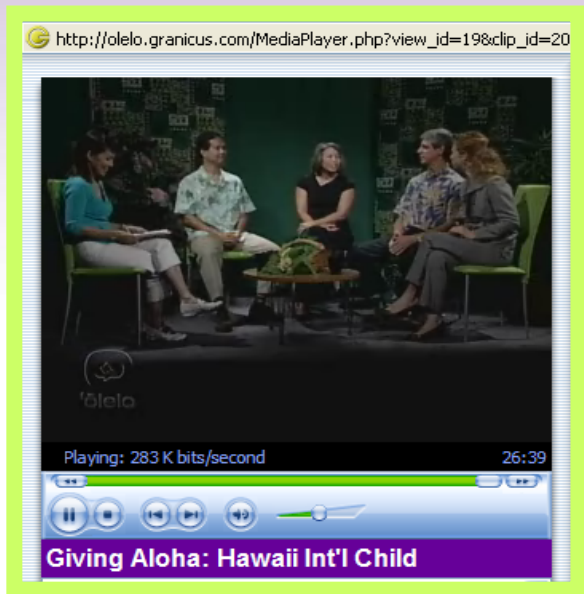 http://olelo.granicus.com/MediaPlayer.php?view_id=19&clip_id=20
'ōlelo
Playing: 283 K bits/second 26:39
Giving Aloha: Hawaii Int'l Child